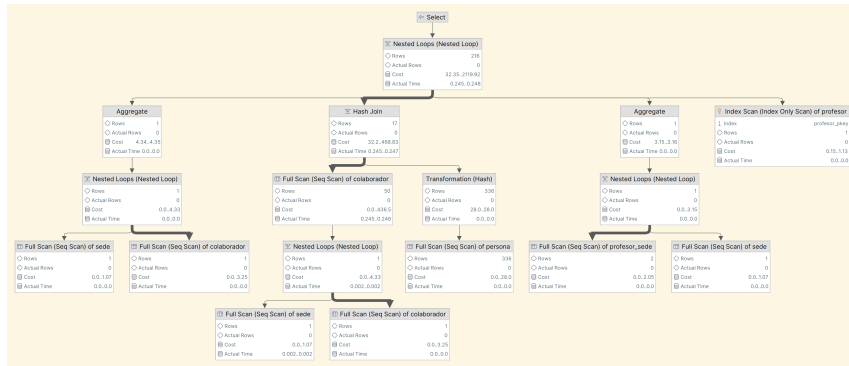 Select
Nested Loops (Nested Loop)
Rows 216
Actual Rows 0
Cost 32.35..2119.92
Actual Time 0.245..0.248
Aggregate
Rows 1
Actual Rows 0
Cost 4.34..4.35
Actual Time 0.0..0.0
Hash Join
Rows 17
Actual Rows 0
Cost 32.2..468.83
Actual Time 0.245..0.247
Aggregate
Rows 1
Actual Rows 0
Cost 3.15..3.16
Actual Time 0.0..0.0
Index Scan (Index Only Scan) of profesor
Index profesor_pkey
Rows 1
Actual Rows 0
Cost 0.15..1.13
Actual Time 0.0..0.0
Nested Loops (Nested Loop)
Rows 1
Actual Rows 0
Cost 0.0..4.33
Actual Time 0.0..0.0
Full Scan (Seq Scan) of colaborador
Rows 50
Actual Rows 0
Cost 0.0..436.5
Actual Time 0.245..0.246
Transformation (Hash)
Rows 336
Actual Rows 0
Cost 28.0..28.0
Actual Time 0.0..0.0
Nested Loops (Nested Loop)
Rows 1
Actual Rows 0
Cost 0.0..3.15
Actual Time 0.0..0.0
Full Scan (Seq Scan) of sede
Rows 1
Actual Rows 0
Cost 0.0..1.07
Actual Time 0.0..0.0
Full Scan (Seq Scan) of colaborador
Rows 1
Actual Rows 0
Cost 0.0..3.25
Actual Time 0.0..0.0
Nested Loops (Nested Loop)
Rows 1
Actual Rows 0
Cost 0.0..4.33
Actual Time 0.002..0.002
Full Scan (Seq Scan) of persona
Rows 336
Actual Rows 0
Cost 0.0..28.0
Actual Time 0.0..0.0
Full Scan (Seq Scan) of profesor_sede
Rows 2
Actual Rows 0
Cost 0.0..2.05
Actual Time 0.0..0.0
Full Scan (Seq Scan) of sede
Rows 1
Actual Rows 0
Cost 0.0..1.07
Actual Time 0.0..0.0
Full Scan (Seq Scan) of sede
Rows 1
Actual Rows 0
Cost 0.0..1.07
Actual Time 0.002..0.002
Full Scan (Seq Scan) of colaborador
Rows 1
Actual Rows 0
Cost 0.0..3.25
Actual Time 0.0..0.0